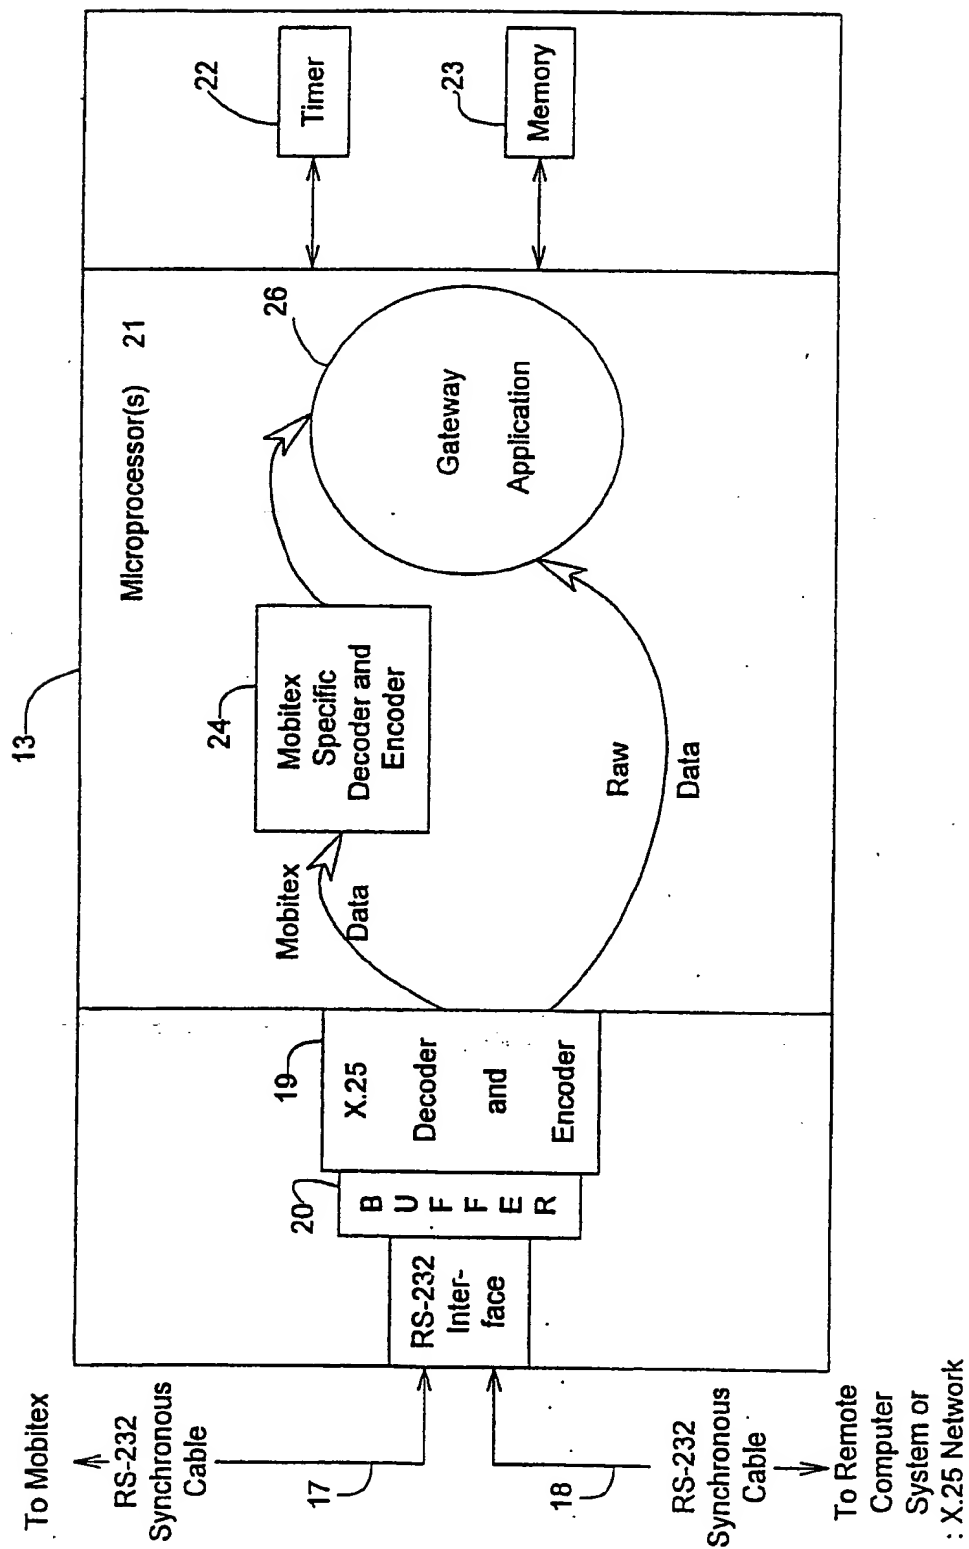 13
To Mobitex
RS-232
Synchronous
Cable
17
18
RS-232
Synchronous
Cable
To Remote
Computer
System or
: X.25 Network
RS-232
Inter-
face
20
BUFFER
19
X.25
Decoder
and
Encoder
Mobitex
Data
24
Mobitex
Specific
Decoder and
Encoder
Raw
Data
Microprocessor(s) 21
26
Gateway
Application
22
Timer
23
Memory